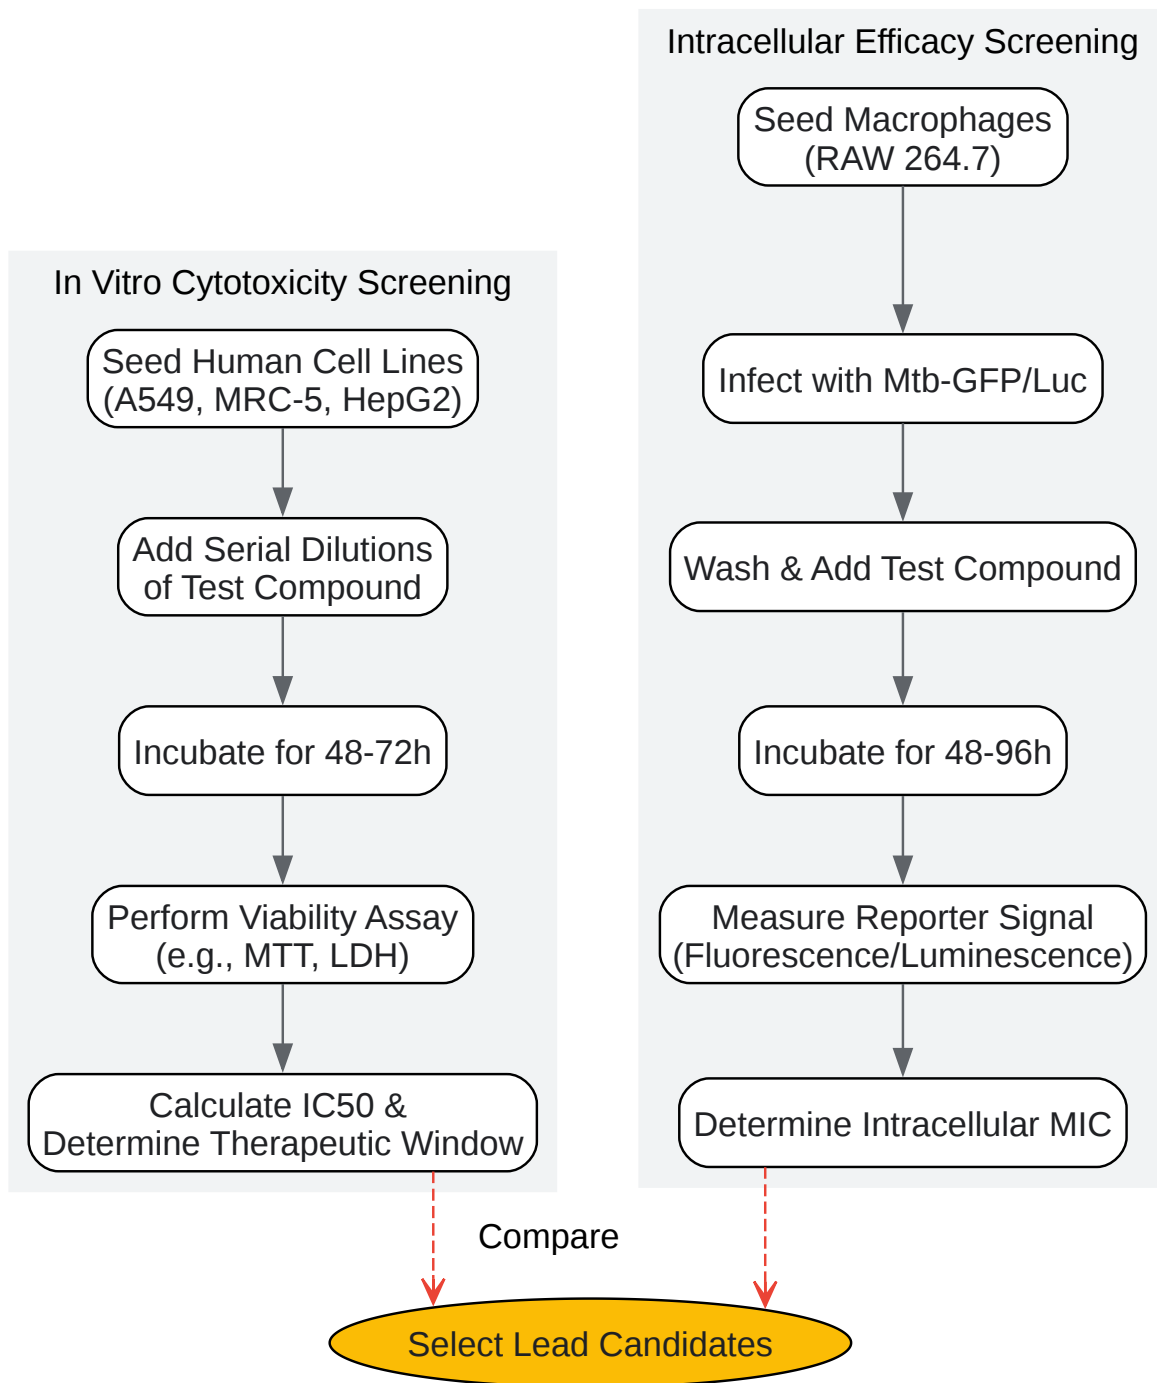 In Vitro Cytotoxicity Screening
Seed Human Cell Lines
(A549, MRC-5, HepG2)
Add Serial Dilutions
of Test Compound
Incubate for 48-72h
Perform Viability Assay
(e.g., MTT, LDH)
Calculate IC50 &
Determine Therapeutic Window
Intracellular Efficacy Screening
Seed Macrophages
(RAW 264.7)
Infect with Mtb-GFP/Luc
Wash & Add Test Compound
Incubate for 48-96h
Measure Reporter Signal
(Fluorescence/Luminescence)
Determine Intracellular MIC
Compare
Select Lead Candidates